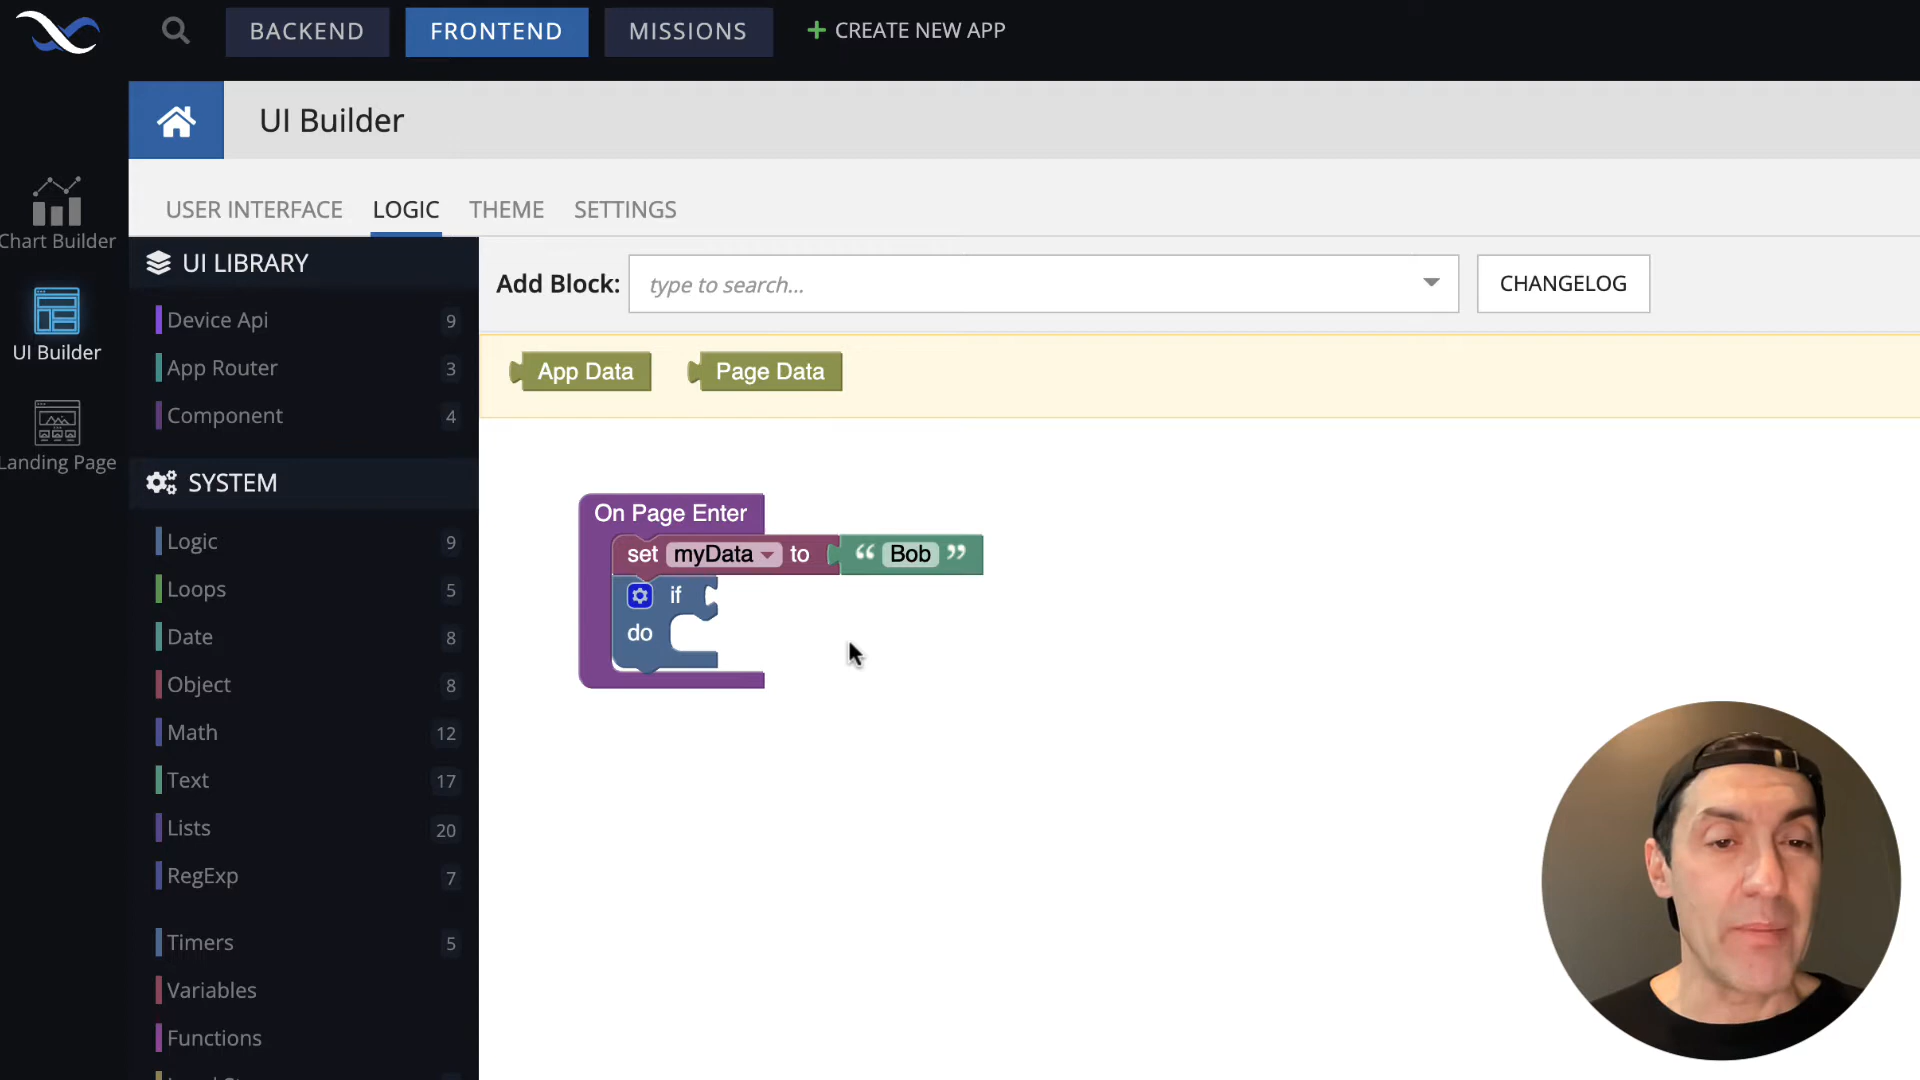 BACKEND
FRONTEND
MISSIONS
+ CREATE NEW APP
UI Builder
USER INTERFACE
LOGIC
THEME
SETTINGS
Chart Builder
UI Builder
Landing Page
UI LIBRARY
Device Api 9
App Router 3
Component 4
SYSTEM
Logic 9
Loops 5
Date 8
Object 8
Math 12
Text 17
Lists 20
RegExp 7
Timers 5
Variables
Functions
Add Block:
type to search...
CHANGELOG
App Data
Page Data
On Page Enter
set myData to “ Bob ”
if
do